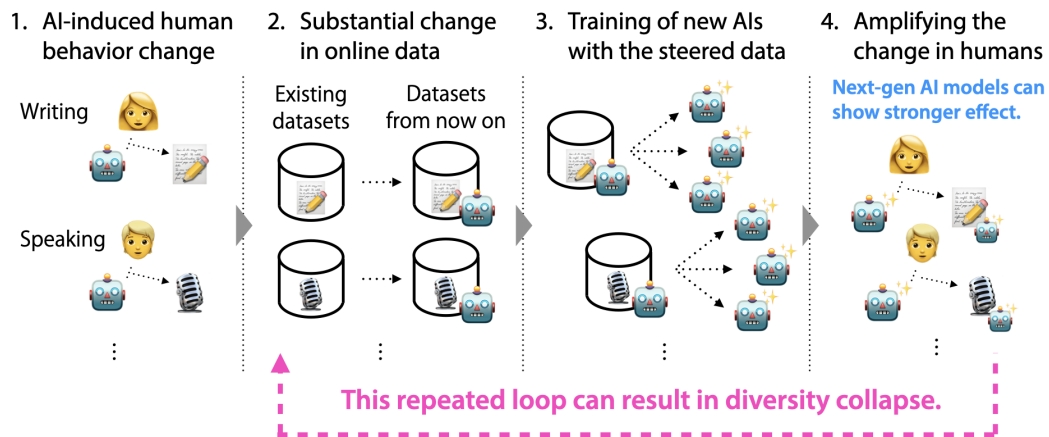 1. AI-induced human
behavior change
2. Substantial change
in online data
3. Training of new AIs
with the steered data
4. Amplifying the
change in humans
Writing
Speaking
⋮
Existing
datasets
Datasets
from now on
⋮
⋮
Next-gen AI models can
show stronger effect.
⋮
This repeated loop can result in diversity collapse.